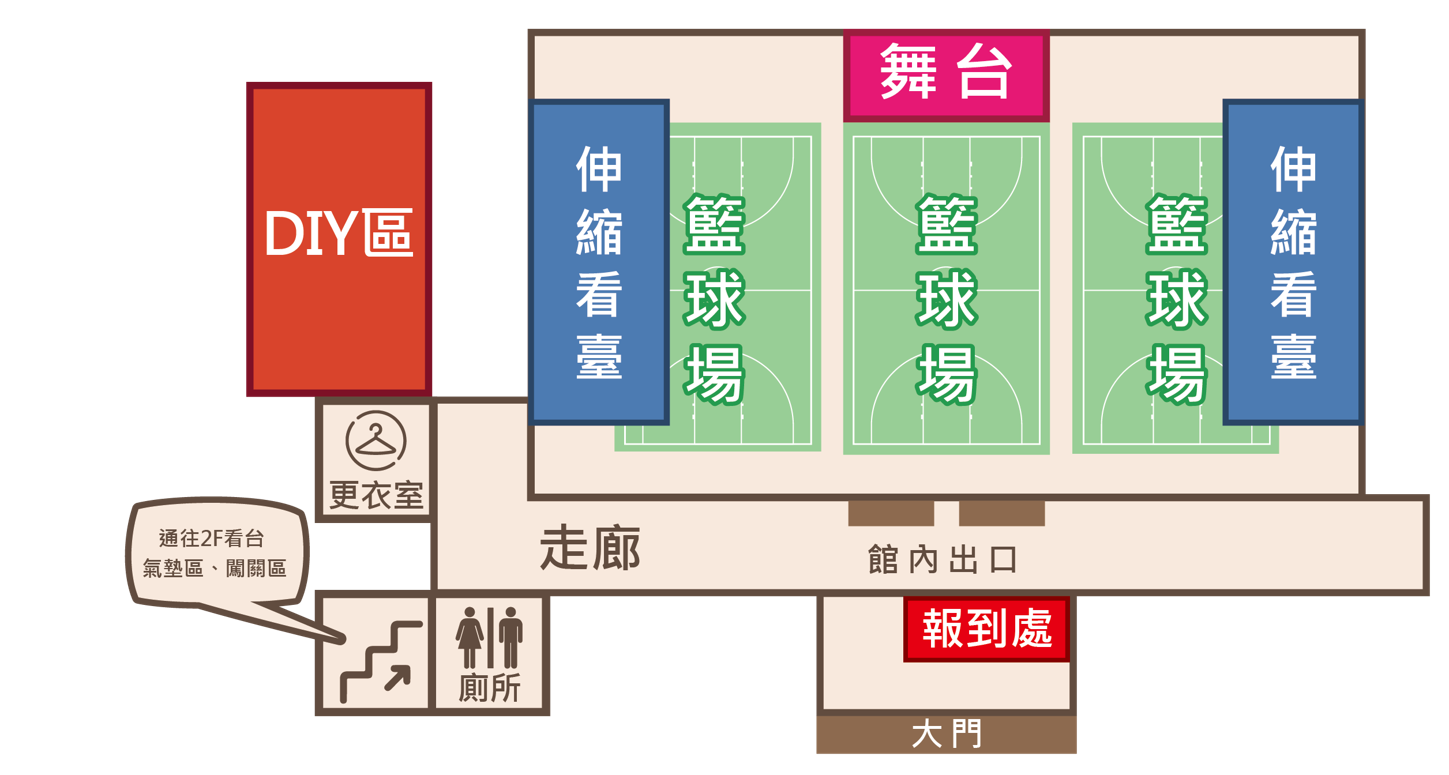 舞台
DIY區
伸縮看臺
籃球場
籃球場
籃球場
伸縮看臺
更衣室
通往2F看台
氣墊區、闖關區
走廊
館內出口
報到處
廁所
大門